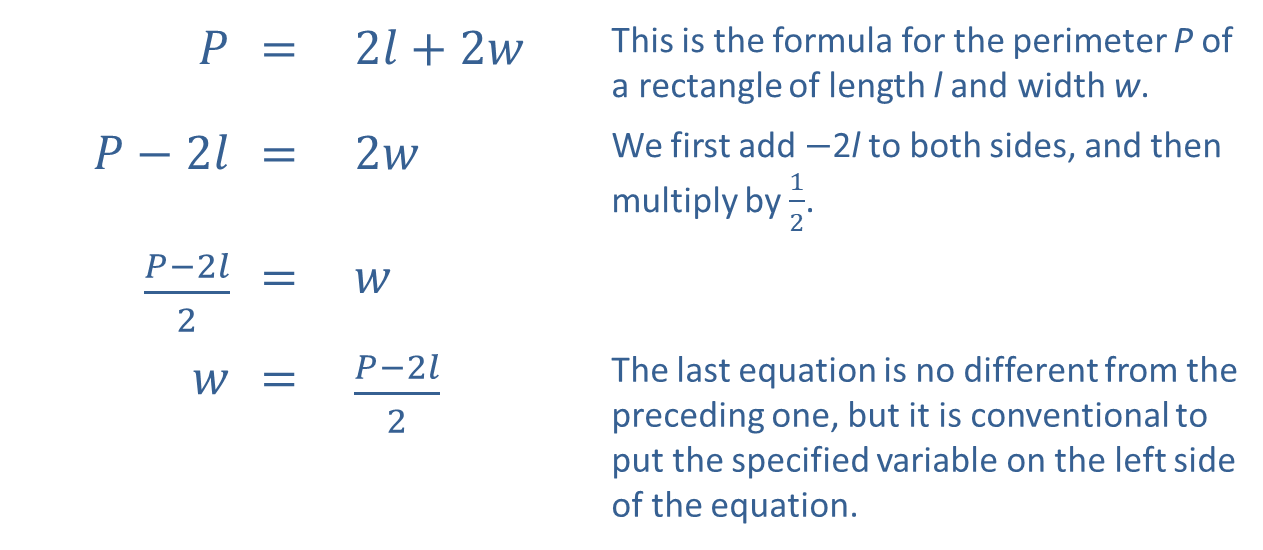 P = 2l + 2w This is the formula for the perimeter P of
a rectangle of length l and width w.
P − 2l = 2w We first add −2l to both sides, and then
multiply by 1/2.
P−2l/2 = w
w = P−2l/2 The last equation is no different from the
preceding one, but it is conventional to
put the specified variable on the left side
of the equation.